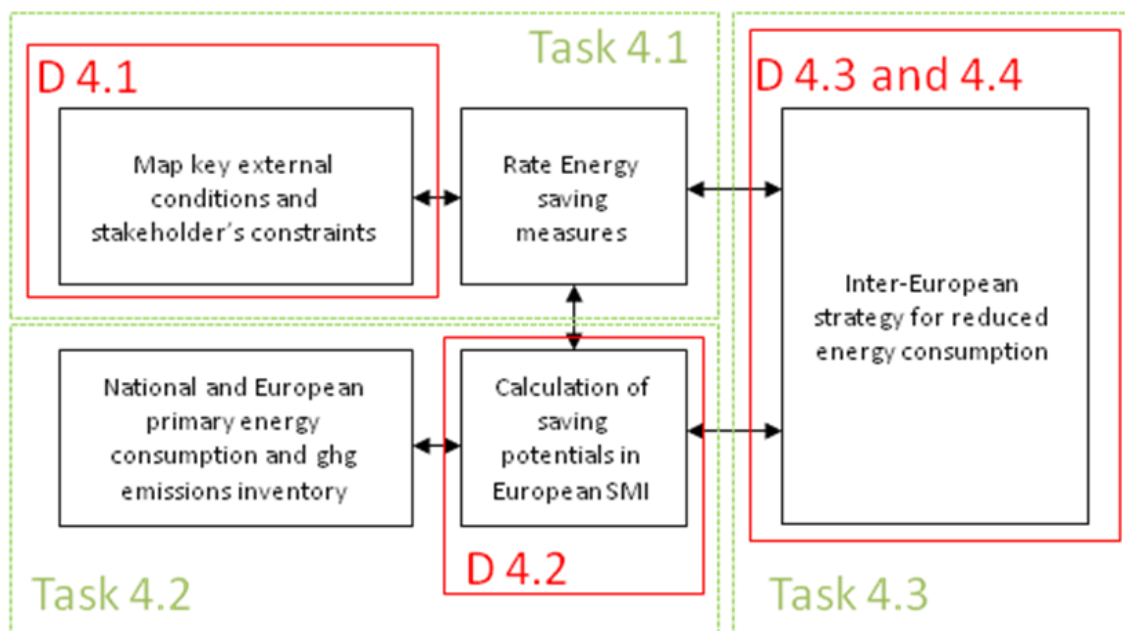 Task 4.1
D 4.1
Map key external
conditions and
stakeholder´s constraints
Rate Energy
saving
measures
D 4.3 and 4.4
Inter-European
strategy for reduced
energy consumption
National and European
primary energy
consumption and ghg
emissions inventory
Calculation of
saving
potentials in
European SMI
D 4.2
Task 4.2
Task 4.3